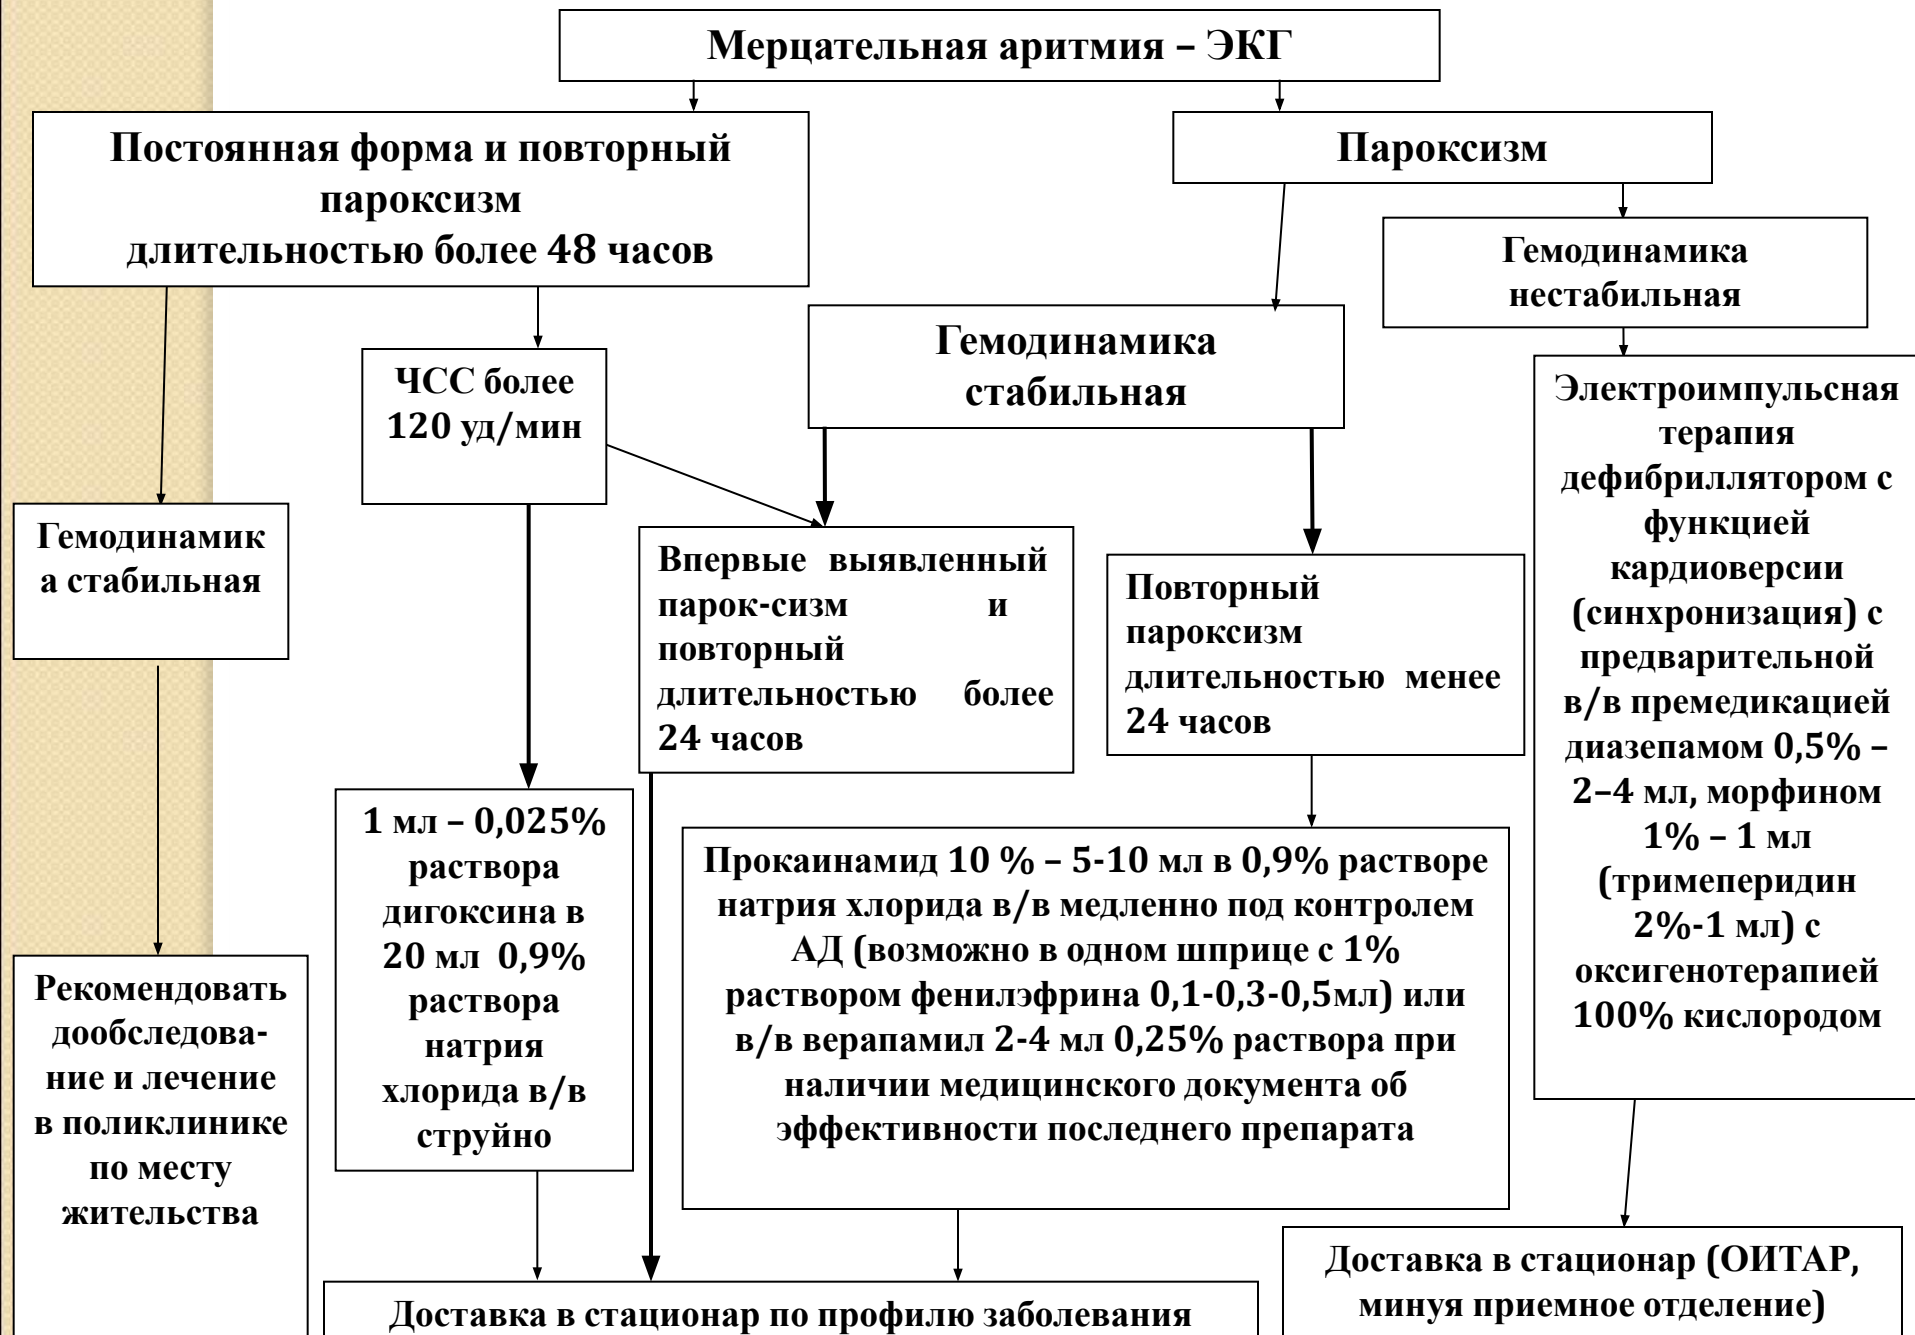 Мерцательная аритмия – ЭКГ
Постоянная форма и повторный
пароксизм
длительностью более 48 часов
Пароксизм
Гемодинамика
нестабильная
Гемодинамика
стабильная
ЧСС более
120 уд/мин
Электроимпульсная
терапия
дефибриллятором с
функцией
кардиоверсии
(синхронизация) с
предварительной
в/в премедикацией
диазепамом 0,5% –
2–4 мл, морфином
1% – 1 мл
(тримеперидин
2%-1 мл) с
оксигенотерапией
100% кислородом
Гемодинамик
а стабильная
Впервые выявленный
парок-сизм и
повторный
длительностью более
24 часов
Повторный
пароксизм
длительностью менее
24 часов
1 мл – 0,025%
раствора
дигоксина в
20 мл 0,9%
раствора
натрия
хлорида в/в
струйно
Прокаинамид 10 % – 5-10 мл в 0,9% растворе
натрия хлорида в/в медленно под контролем
АД (возможно в одном шприце с 1%
раствором фенилэфрина 0,1-0,3-0,5мл) или
в/в верапамил 2-4 мл 0,25% раствора при
наличии медицинского документа об
эффективности последнего препарата
Рекомендовать
дообследова-
ние и лечение
в поликлинике
по месту
жительства
Доставка в стационар по профилю заболевания
Доставка в стационар (ОИТАР,
минуя приемное отделение)